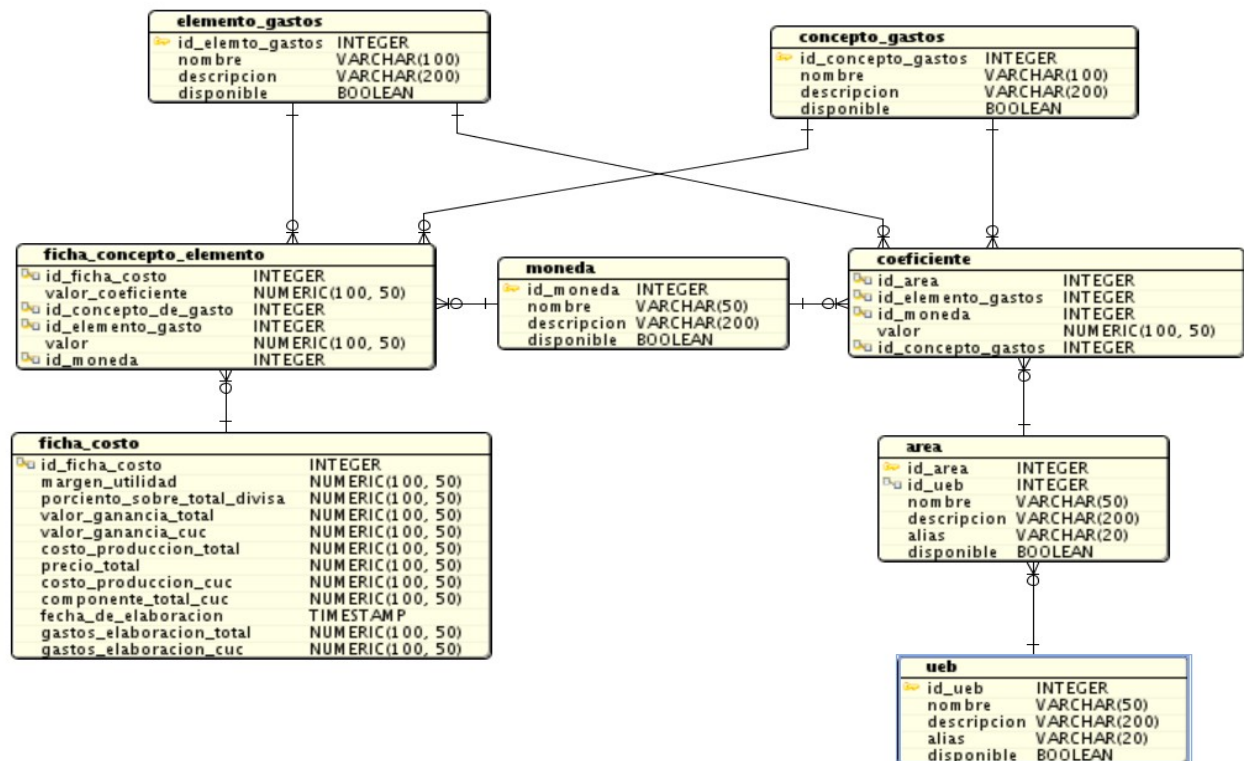 elemento_gastos
id_elemto_gastos INTEGER
nombre VARCHAR(100)
descripcion VARCHAR(200)
disponible BOOLEAN
concepto_gastos
id_concepto_gastos INTEGER
nombre VARCHAR(100)
descripcion VARCHAR(200)
disponible BOOLEAN
ficha_concepto_elemento
id_ficha_costo INTEGER
valor_coeficiente NUMERIC(100, 50)
id_concepto_de_gasto INTEGER
id_elemento_gasto INTEGER
valor NUMERIC(100, 50)
id_moneda INTEGER
moneda
id_moneda INTEGER
nombre VARCHAR(50)
descripcion VARCHAR(200)
disponible BOOLEAN
coeficiente
id_area INTEGER
id_elemento_gastos INTEGER
id_moneda INTEGER
valor NUMERIC(100, 50)
id_concepto_gastos INTEGER
ficha_costo
id_ficha_costo INTEGER
margen_utilidad NUMERIC(100, 50)
porciento_sobre_total_divisa NUMERIC(100, 50)
valor_ganancia_total NUMERIC(100, 50)
valor_ganancia_cuc NUMERIC(100, 50)
costo_produccion_total NUMERIC(100, 50)
precio_total NUMERIC(100, 50)
costo_produccion_cuc NUMERIC(100, 50)
componente_total_cuc NUMERIC(100, 50)
fecha_de_elaboracion TIMESTAMP
gastos_elaboracion_total NUMERIC(100, 50)
gastos_elaboracion_cuc NUMERIC(100, 50)
area
id_area INTEGER
id_ueb INTEGER
nombre VARCHAR(50)
descripcion VARCHAR(200)
alias VARCHAR(20)
disponible BOOLEAN
ueb
id_ueb INTEGER
nombre VARCHAR(50)
descripcion VARCHAR(200)
alias VARCHAR(20)
disponible BOOLEAN